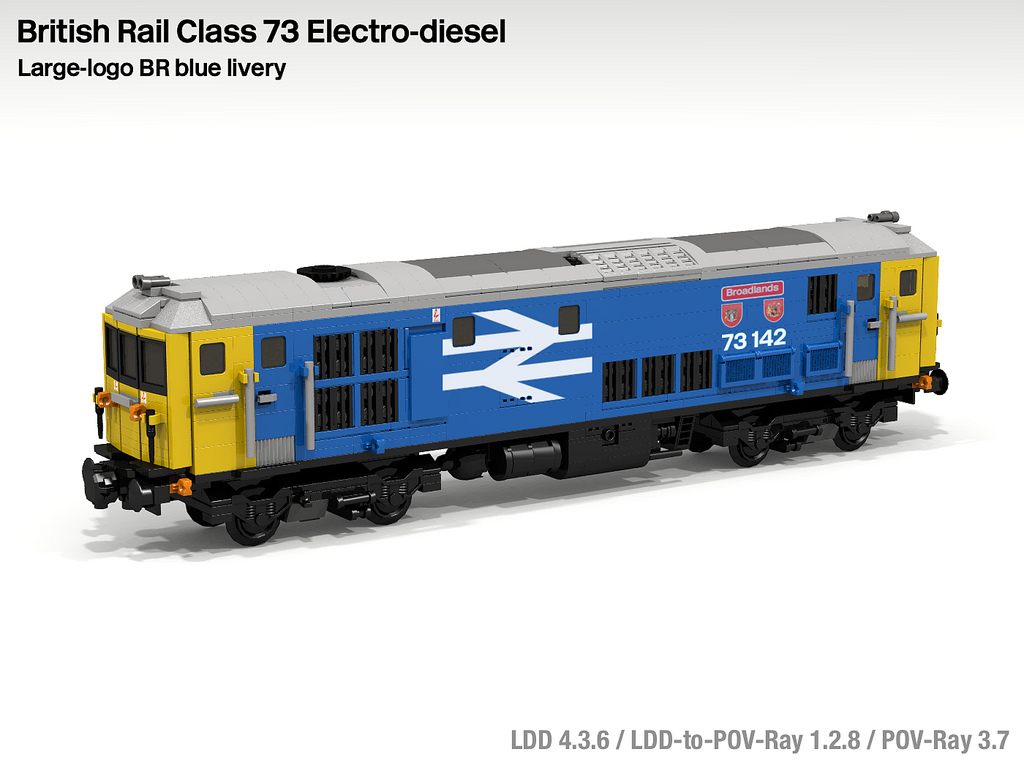 British Rail Class 73 Electro-diesel
Large-logo BR blue livery
Broadlands
73 142
LDD 4.3.6 / LDD-to-POV-Ray 1.2.8 / POV-Ray 3.7